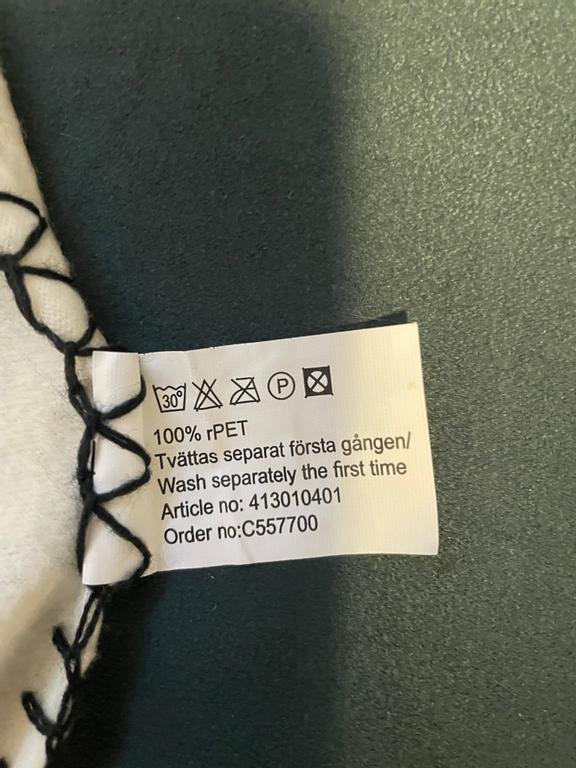 30° P
100% rPET
Tvättas separat första gången/
Wash separately the first time
Article no: 413010401
Order no:C557700